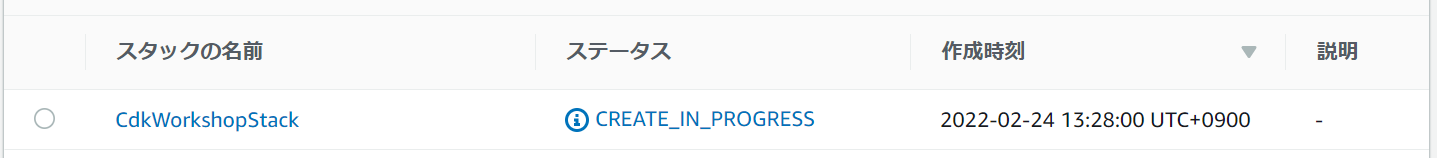 スタックの名前 ステータス 作成時刻 説明
CdkWorkshopStack CREATE_IN_PROGRESS 2022-02-24 13:28:00 UTC+0900 -